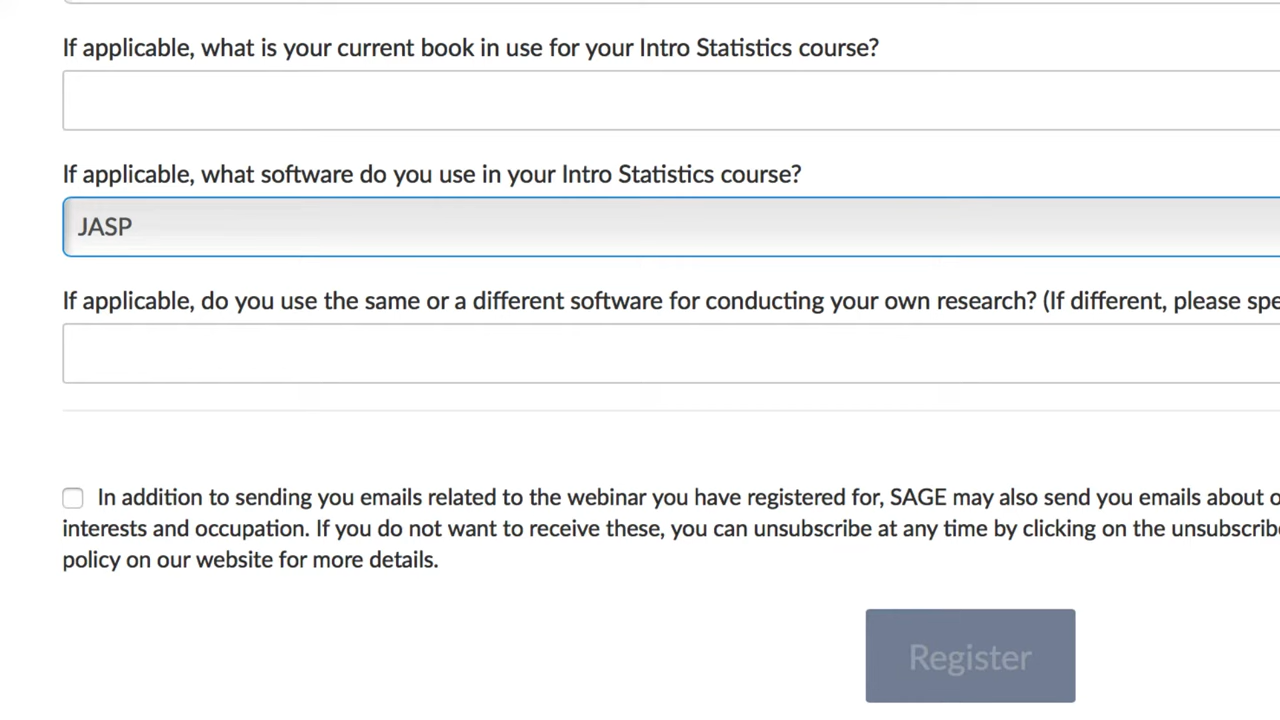 If applicable, what is your current book in use for your Intro Statistics course?
If applicable, what software do you use in your Intro Statistics course?
JASP
If applicable, do you use the same or a different software for conducting your own research? (If different, please
In addition to sending you emails related to the webinar you have registered for, SAGE may also send you emails about
interests and occupation. If you do not want to receive these, you can unsubscribe at any time by clicking on the unsubscribe
policy on our website for more details.
Register